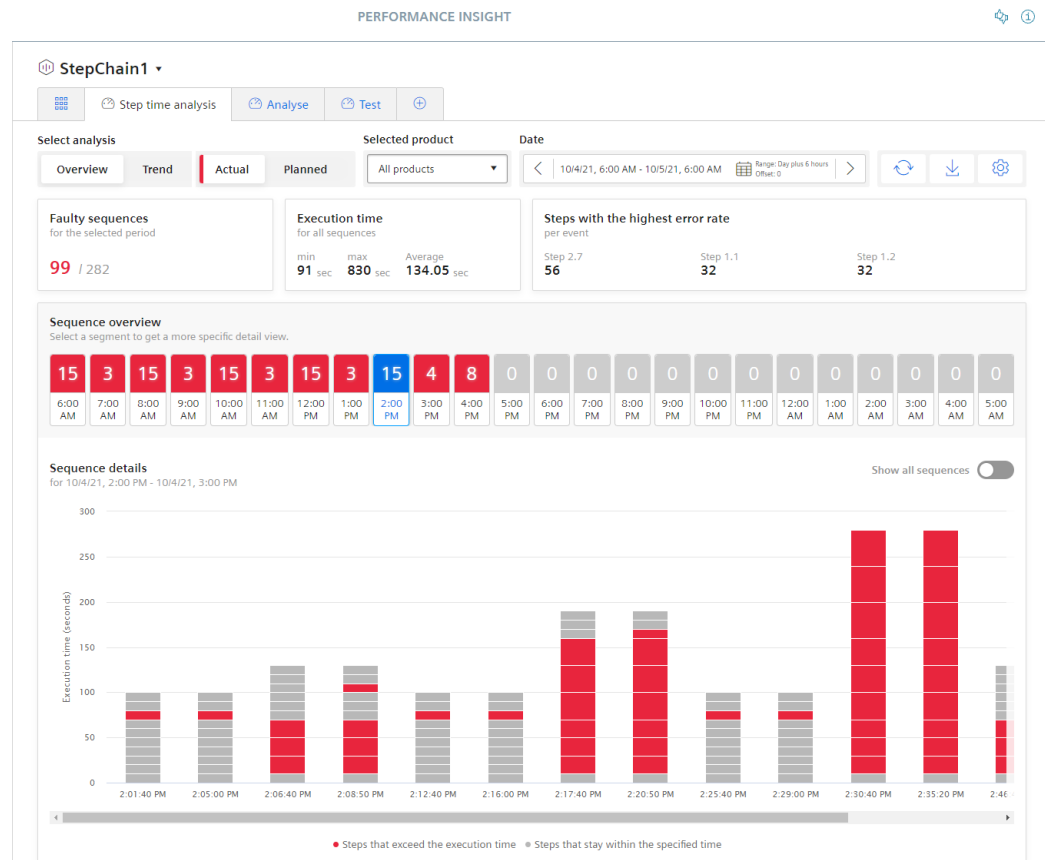 PERFORMANCE INSIGHT
StepChain1
Step time analysis
Analyse
Test
Select analysis
Selected product
Date
Overview
Trend
Actual
Planned
All products
10/4/21, 6:00 AM - 10/5/21, 6:00 AM
Range: Day plus 6 hours
Offset: 0
Faulty sequences
for the selected period
99 / 282
Execution time
for all sequences
min max Average
91 sec 830 sec 134.05 sec
Steps with the highest error rate
per event
Step 2.7 Step 1.1 Step 1.2
56 32 32
Sequence overview
Select a segment to get a more specific detail view.
15 3 15 3 15 3 15 3 15 4 8 0 0 0 0 0 0 0 0 0 0 0 0 0
6:00 7:00 8:00 9:00 10:00 11:00 12:00 1:00 2:00 3:00 4:00 5:00 6:00 7:00 8:00 9:00 10:00 11:00 12:00 1:00 2:00 3:00 4:00 5:00
AM AM AM AM AM AM PM PM PM PM PM PM PM PM PM PM PM PM AM AM AM AM AM AM
Sequence details
for 10/4/21, 2:00 PM - 10/4/21, 3:00 PM
Show all sequences
300
250
200
150
100
50
0
Execution time (seconds)
2:01:40 PM 2:05:00 PM 2:06:40 PM 2:08:50 PM 2:12:40 PM 2:16:00 PM 2:17:40 PM 2:20:50 PM 2:25:40 PM 2:29:00 PM 2:30:40 PM 2:35:20 PM 2:46
Steps that exceed the execution time
Steps that stay within the specified time